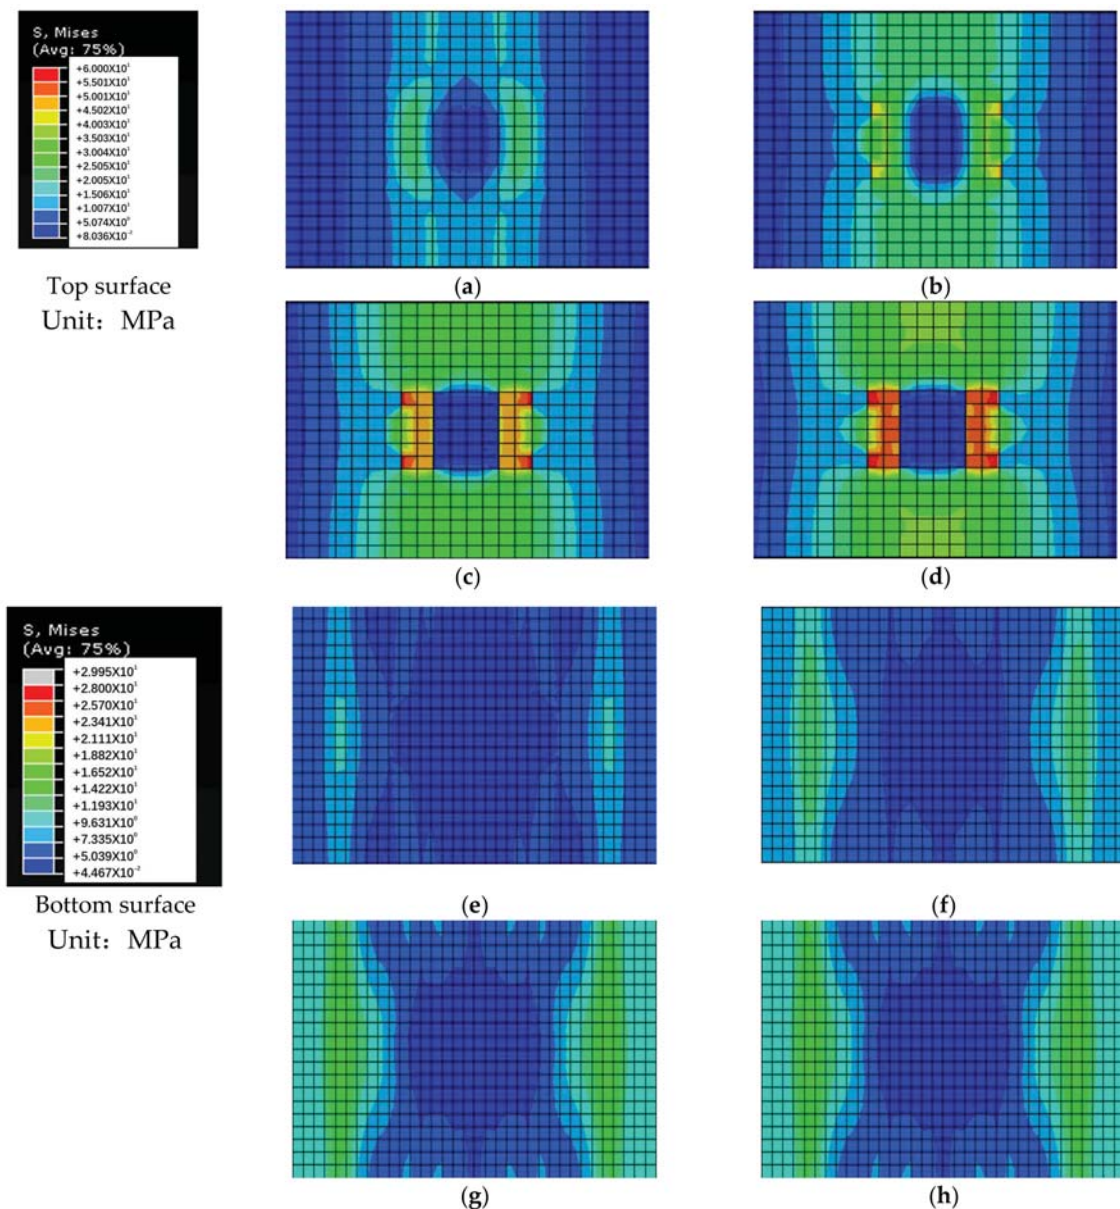 S, Mises
(Avg: 75%)
+6.000X10¹
+5.501X10¹
+5.001X10¹
+4.502X10¹
+4.003X10¹
+3.503X10¹
+3.004X10¹
+2.505X10¹
+2.005X10¹
+1.506X10¹
+1.007X10¹
+5.074X10⁰
+8.036X10⁻²
Top surface
Unit: MPa
(a)
(b)
(c)
(d)
S, Mises
(Avg: 75%)
+2.995X10¹
+2.800X10¹
+2.570X10¹
+2.341X10¹
+2.111X10¹
+1.882X10¹
+1.652X10¹
+1.422X10¹
+1.193X10¹
+9.631X10⁰
+7.335X10⁰
+5.039X10⁰
+4.467X10⁻²
Bottom surface
Unit: MPa
(e)
(f)
(g)
(h)